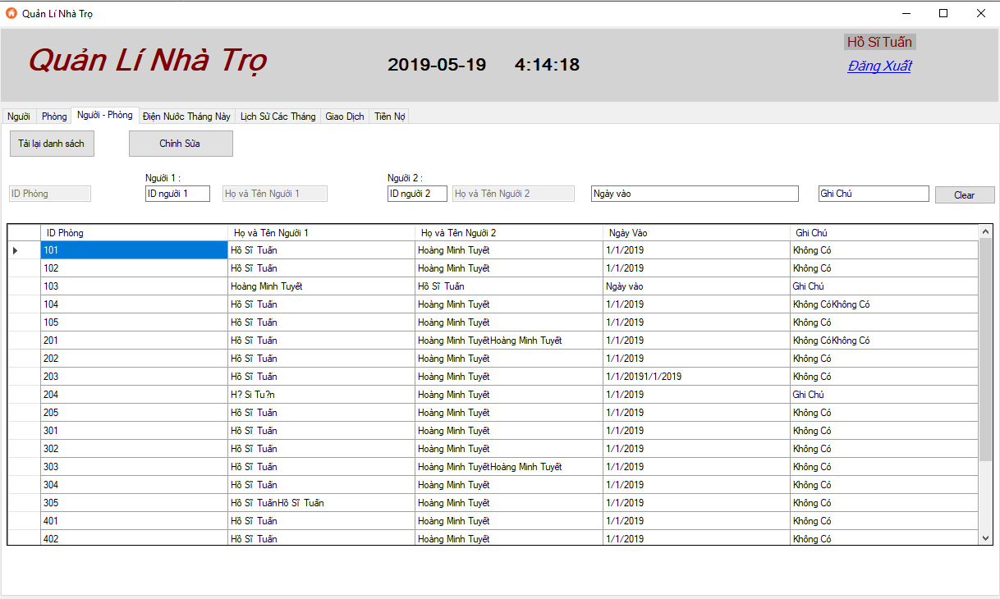 Quản Lí Nhà Trọ
Quản Lí Nhà Trọ
2019-05-19 4:14:18
Hồ Sĩ Tuấn
Đăng Xuất
Người Phòng Người - Phòng Điện Nước Tháng Này Lịch Sử Các Tháng Giao Dịch Tiền Nợ
Tải lại danh sách Chỉnh Sửa
Người 1 : Người 2 :
ID Phòng ID người 1 Họ và Tên Người 1 ID người 2 Họ và Tên Người 2 Ngày vào Ghi Chú Clear
ID Phòng Họ và Tên Người 1 Họ và Tên Người 2 Ngày Vào Ghi Chú
101 Hồ Sĩ Tuấn Hoàng Minh Tuyết 1/1/2019 Không Có
102 Hồ Sĩ Tuấn Hoàng Minh Tuyết 1/1/2019 Không Có
103 Hoàng Minh Tuyết Hồ Sĩ Tuấn Ngày vào Ghi Chú
104 Hồ Sĩ Tuấn Hoàng Minh Tuyết 1/1/2019 Không CóKhông Có
105 Hồ Sĩ Tuấn Hoàng Minh Tuyết 1/1/2019 Không Có
201 Hồ Sĩ Tuấn Hoàng Minh TuyếtHoàng Minh Tuyết 1/1/2019 Không CóKhông Có
202 Hồ Sĩ Tuấn Hoàng Minh Tuyết 1/1/2019 Không Có
203 Hồ Sĩ Tuấn Hoàng Minh Tuyết 1/1/20191/1/2019 Không Có
204 H? Si Tu?n Hoàng Minh Tuyết 1/1/2019 Ghi Chú
205 Hồ Sĩ Tuấn Hoàng Minh Tuyết 1/1/2019 Không Có
301 Hồ Sĩ Tuấn Hoàng Minh Tuyết 1/1/2019 Không Có
302 Hồ Sĩ Tuấn Hoàng Minh Tuyết 1/1/2019 Không Có
303 Hồ Sĩ Tuấn Hoàng Minh TuyếtHoàng Minh Tuyết 1/1/2019 Không Có
304 Hồ Sĩ Tuấn Hoàng Minh Tuyết 1/1/2019 Không Có
305 Hồ Sĩ TuấnHồ Sĩ Tuấn Hoàng Minh Tuyết 1/1/2019 Không Có
401 Hồ Sĩ Tuấn Hoàng Minh Tuyết 1/1/2019 Không Có
402 Hồ Sĩ Tuấn Hoàng Minh Tuyết 1/1/2019 Không Có